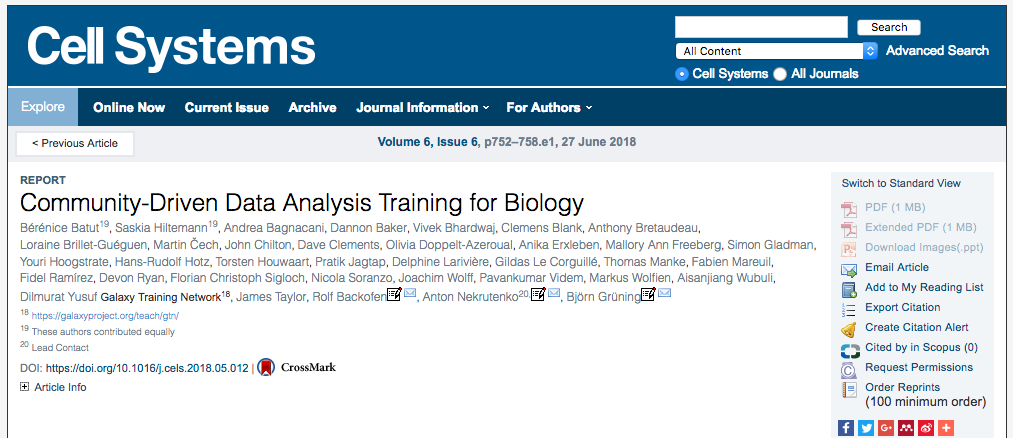 Cell Systems
Search
All Content
Advanced Search
Cell Systems All Journals
Explore Online Now Current Issue Archive Journal Information For Authors
< Previous Article
Volume 6, Issue 6, p752–758.e1, 27 June 2018
REPORT
Community-Driven Data Analysis Training for Biology
Bérénice Batut19, Saskia Hiltemann19, Andrea Bagnacani, Dannon Baker, Vivek Bhardwaj, Clemens Blank, Anthony Bretaudeau,
Loraine Brillet-Guéguen, Martin Čech, John Chilton, Dave Clements, Olivia Doppelt-Azeroual, Anika Erxleben, Mallory Ann Freeberg, Simon Gladman,
Youri Hoogstrate, Hans-Rudolf Hotz, Torsten Houwaart, Pratik Jagtap, Delphine Larivière, Gildas Le Corguillé, Thomas Manke, Fabien Mareuil,
Fidel Ramírez, Devon Ryan, Florian Christoph Sigloch, Nicola Soranzo, Joachim Wolff, Pavankumar Videm, Markus Wolfien, Aisanjiang Wubuli,
Dilmurat Yusuf Galaxy Training Network18, James Taylor, Rolf Backofen, Anton Nekrutenko20, Björn Grüning
18 https://galaxyproject.org/teach/gtn/
19 These authors contributed equally
20 Lead Contact
DOI: https://doi.org/10.1016/j.cels.2018.05.012 | CrossMark
Article Info
Switch to Standard View
PDF (1 MB)
Extended PDF (1 MB)
Download Images(.ppt)
Email Article
Add to My Reading List
Export Citation
Create Citation Alert
Cited by in Scopus (0)
Request Permissions
Order Reprints
(100 minimum order)